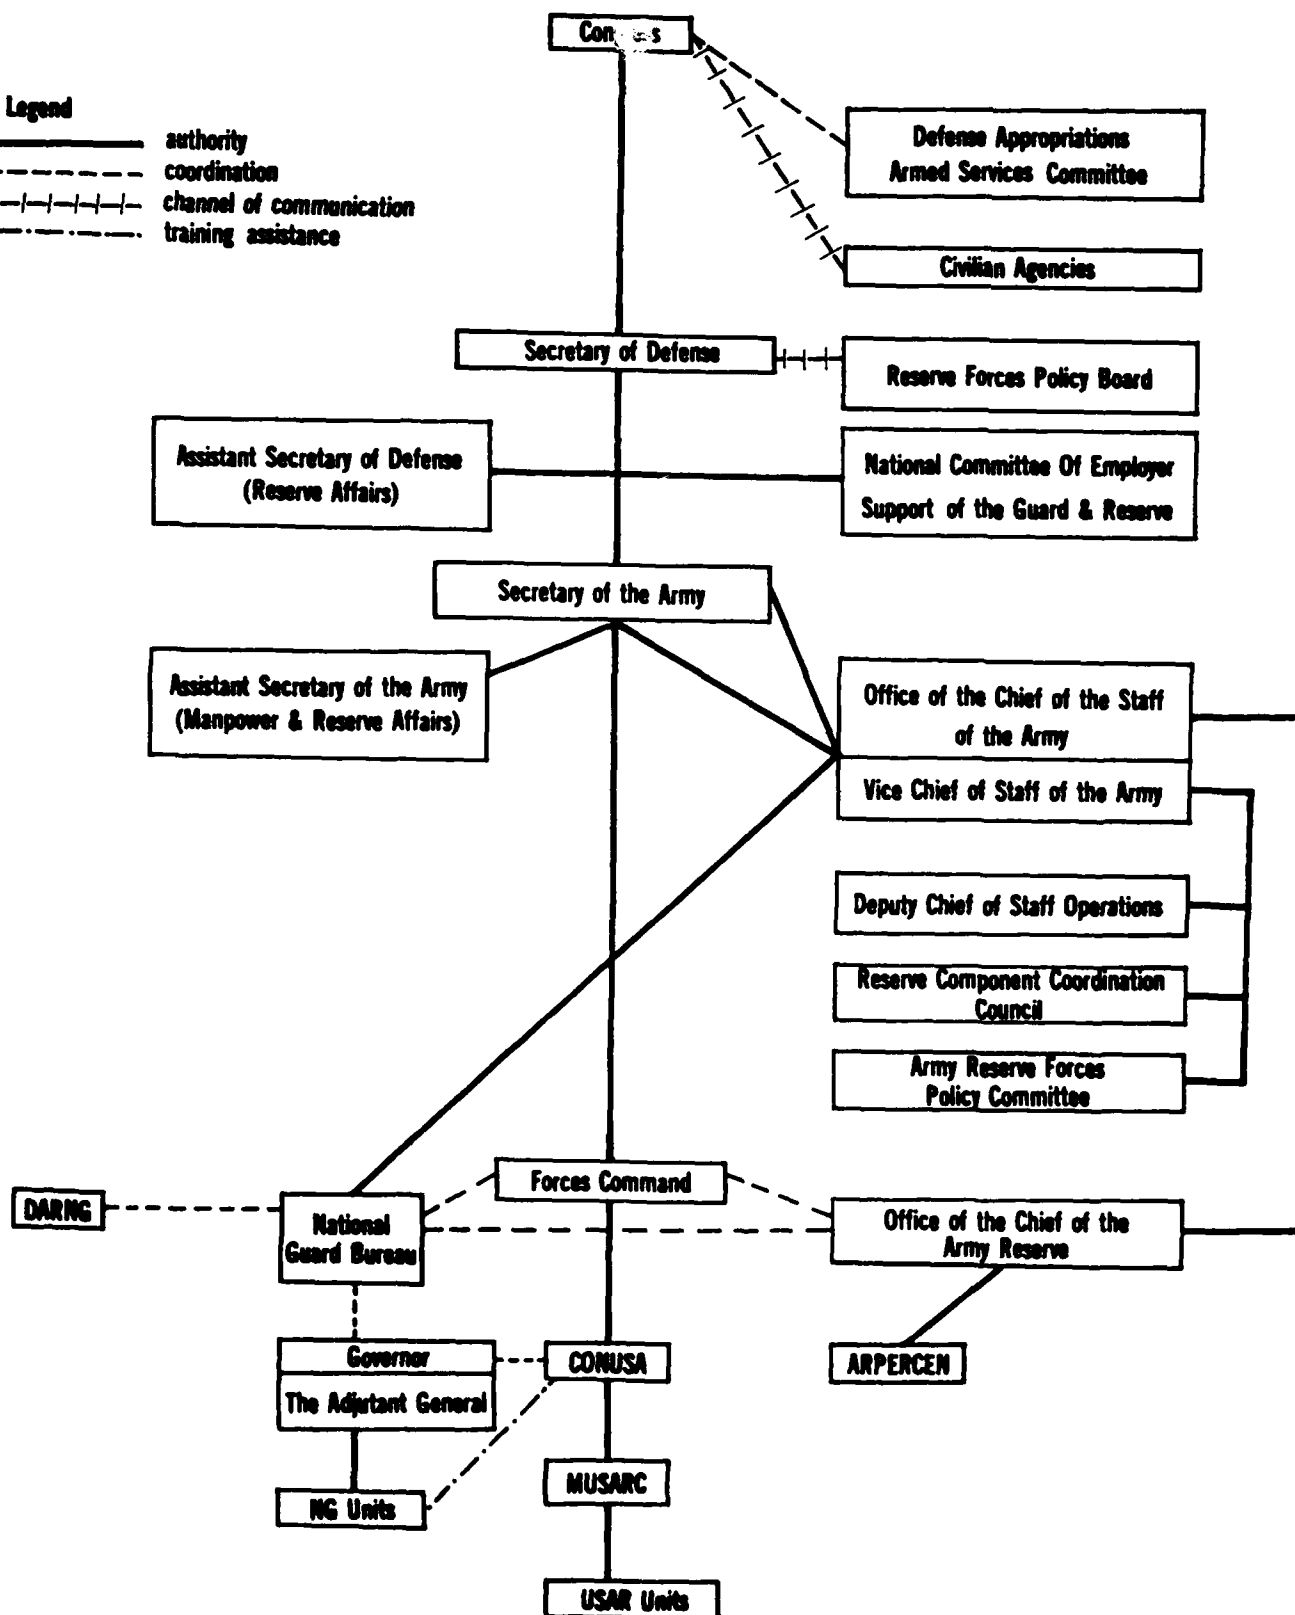 Legend
authority
coordination
channel of communication
training assistance
Defense Appropriations
Armed Services Committee
Civilian Agencies
Secretary of Defense
Reserve Forces Policy Board
Assistant Secretary of Defense
(Reserve Affairs)
National Committee Of Employer
Support of the Guard & Reserve
Secretary of the Army
Assistant Secretary of the Army
(Manpower & Reserve Affairs)
Office of the Chief of the Staff
of the Army
Vice Chief of Staff of the Army
Deputy Chief of Staff Operations
Reserve Component Coordination
Council
Army Reserve Forces
Policy Committee
Forces Command
DARNG
National
Guard Bureau
Office of the Chief of the
Army Reserve
Governor
The Adjutant General
CONUSA
ARPERCEN
MUSARC
NG Units
USAR Units